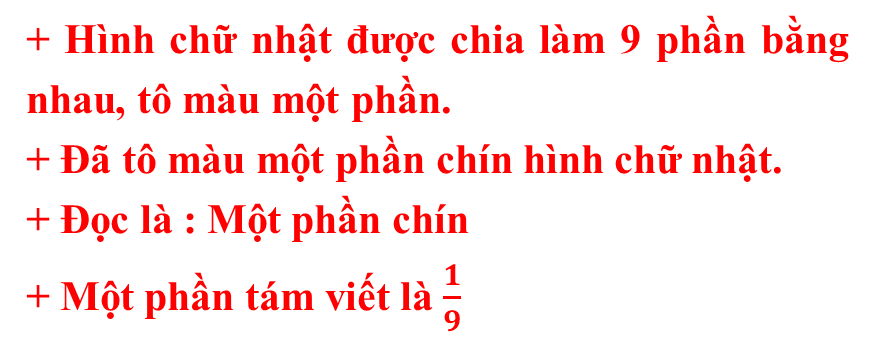 + Hình chữ nhật được chia làm 9 phần bằng
nhau, tô màu một phần.
+ Đã tô màu một phần chín hình chữ nhật.
+ Đọc là : Một phần chín
+ Một phần tám viết là 1/9